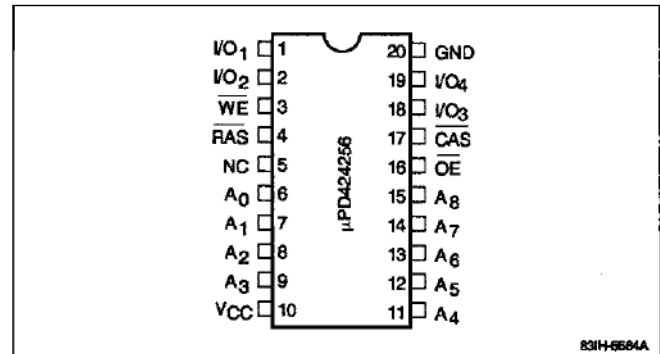 I/O1 1 20 GND
I/O2 2 19 I/O4
WE 3 18 I/O3
RAS 4 17 CAS
NC 5 16 OE
A0 6 15 A8
A1 7 14 A7
A2 8 13 A6
A3 9 12 A5
VCC 10 11 A4
µPD424256
83IH-6684A